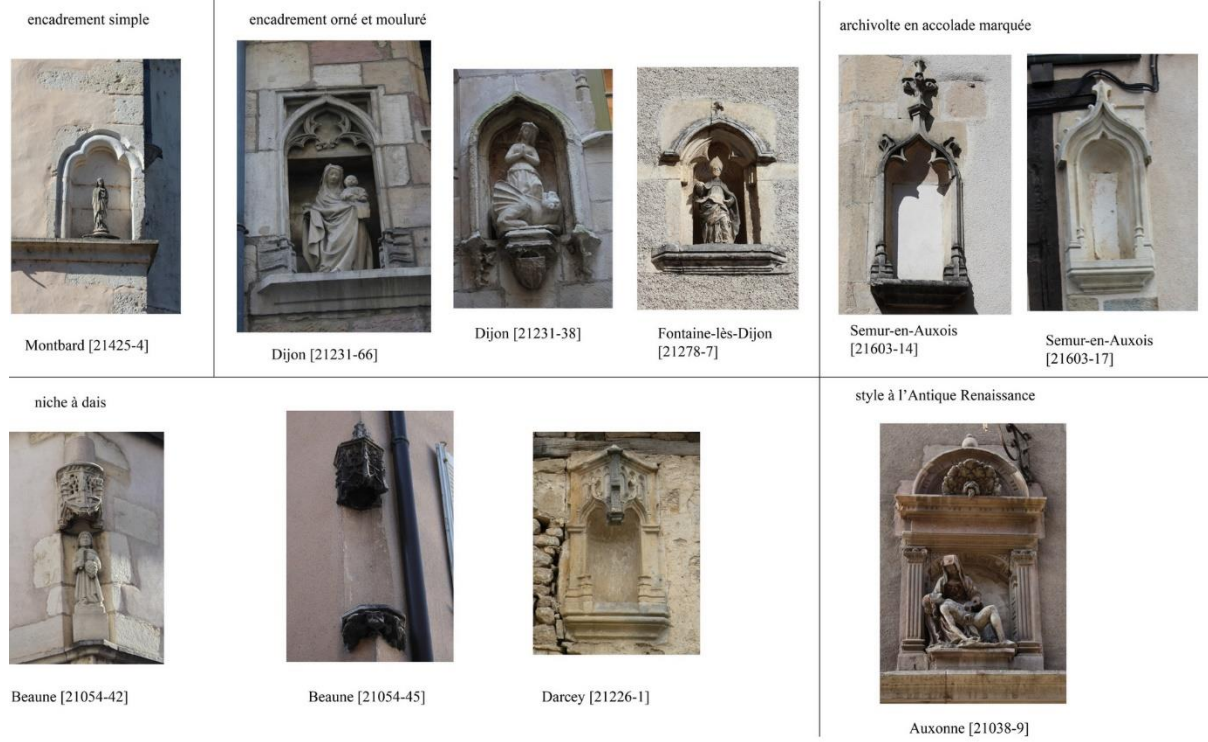 encadrement simple
encadrement orné et mouluré
archivolte en accolade marquée
Montbard [21425-4]
Dijon [21231-66]
Dijon [21231-38]
Fontaine-lès-Dijon
[21278-7]
Semur-en-Auxois
[21603-14]
Semur-en-Auxois
[21603-17]
niche à dais
style à l’Antique Renaissance
Beaune [21054-42]
Beaune [21054-45]
Darcey [21226-1]
Auxonne [21038-9]